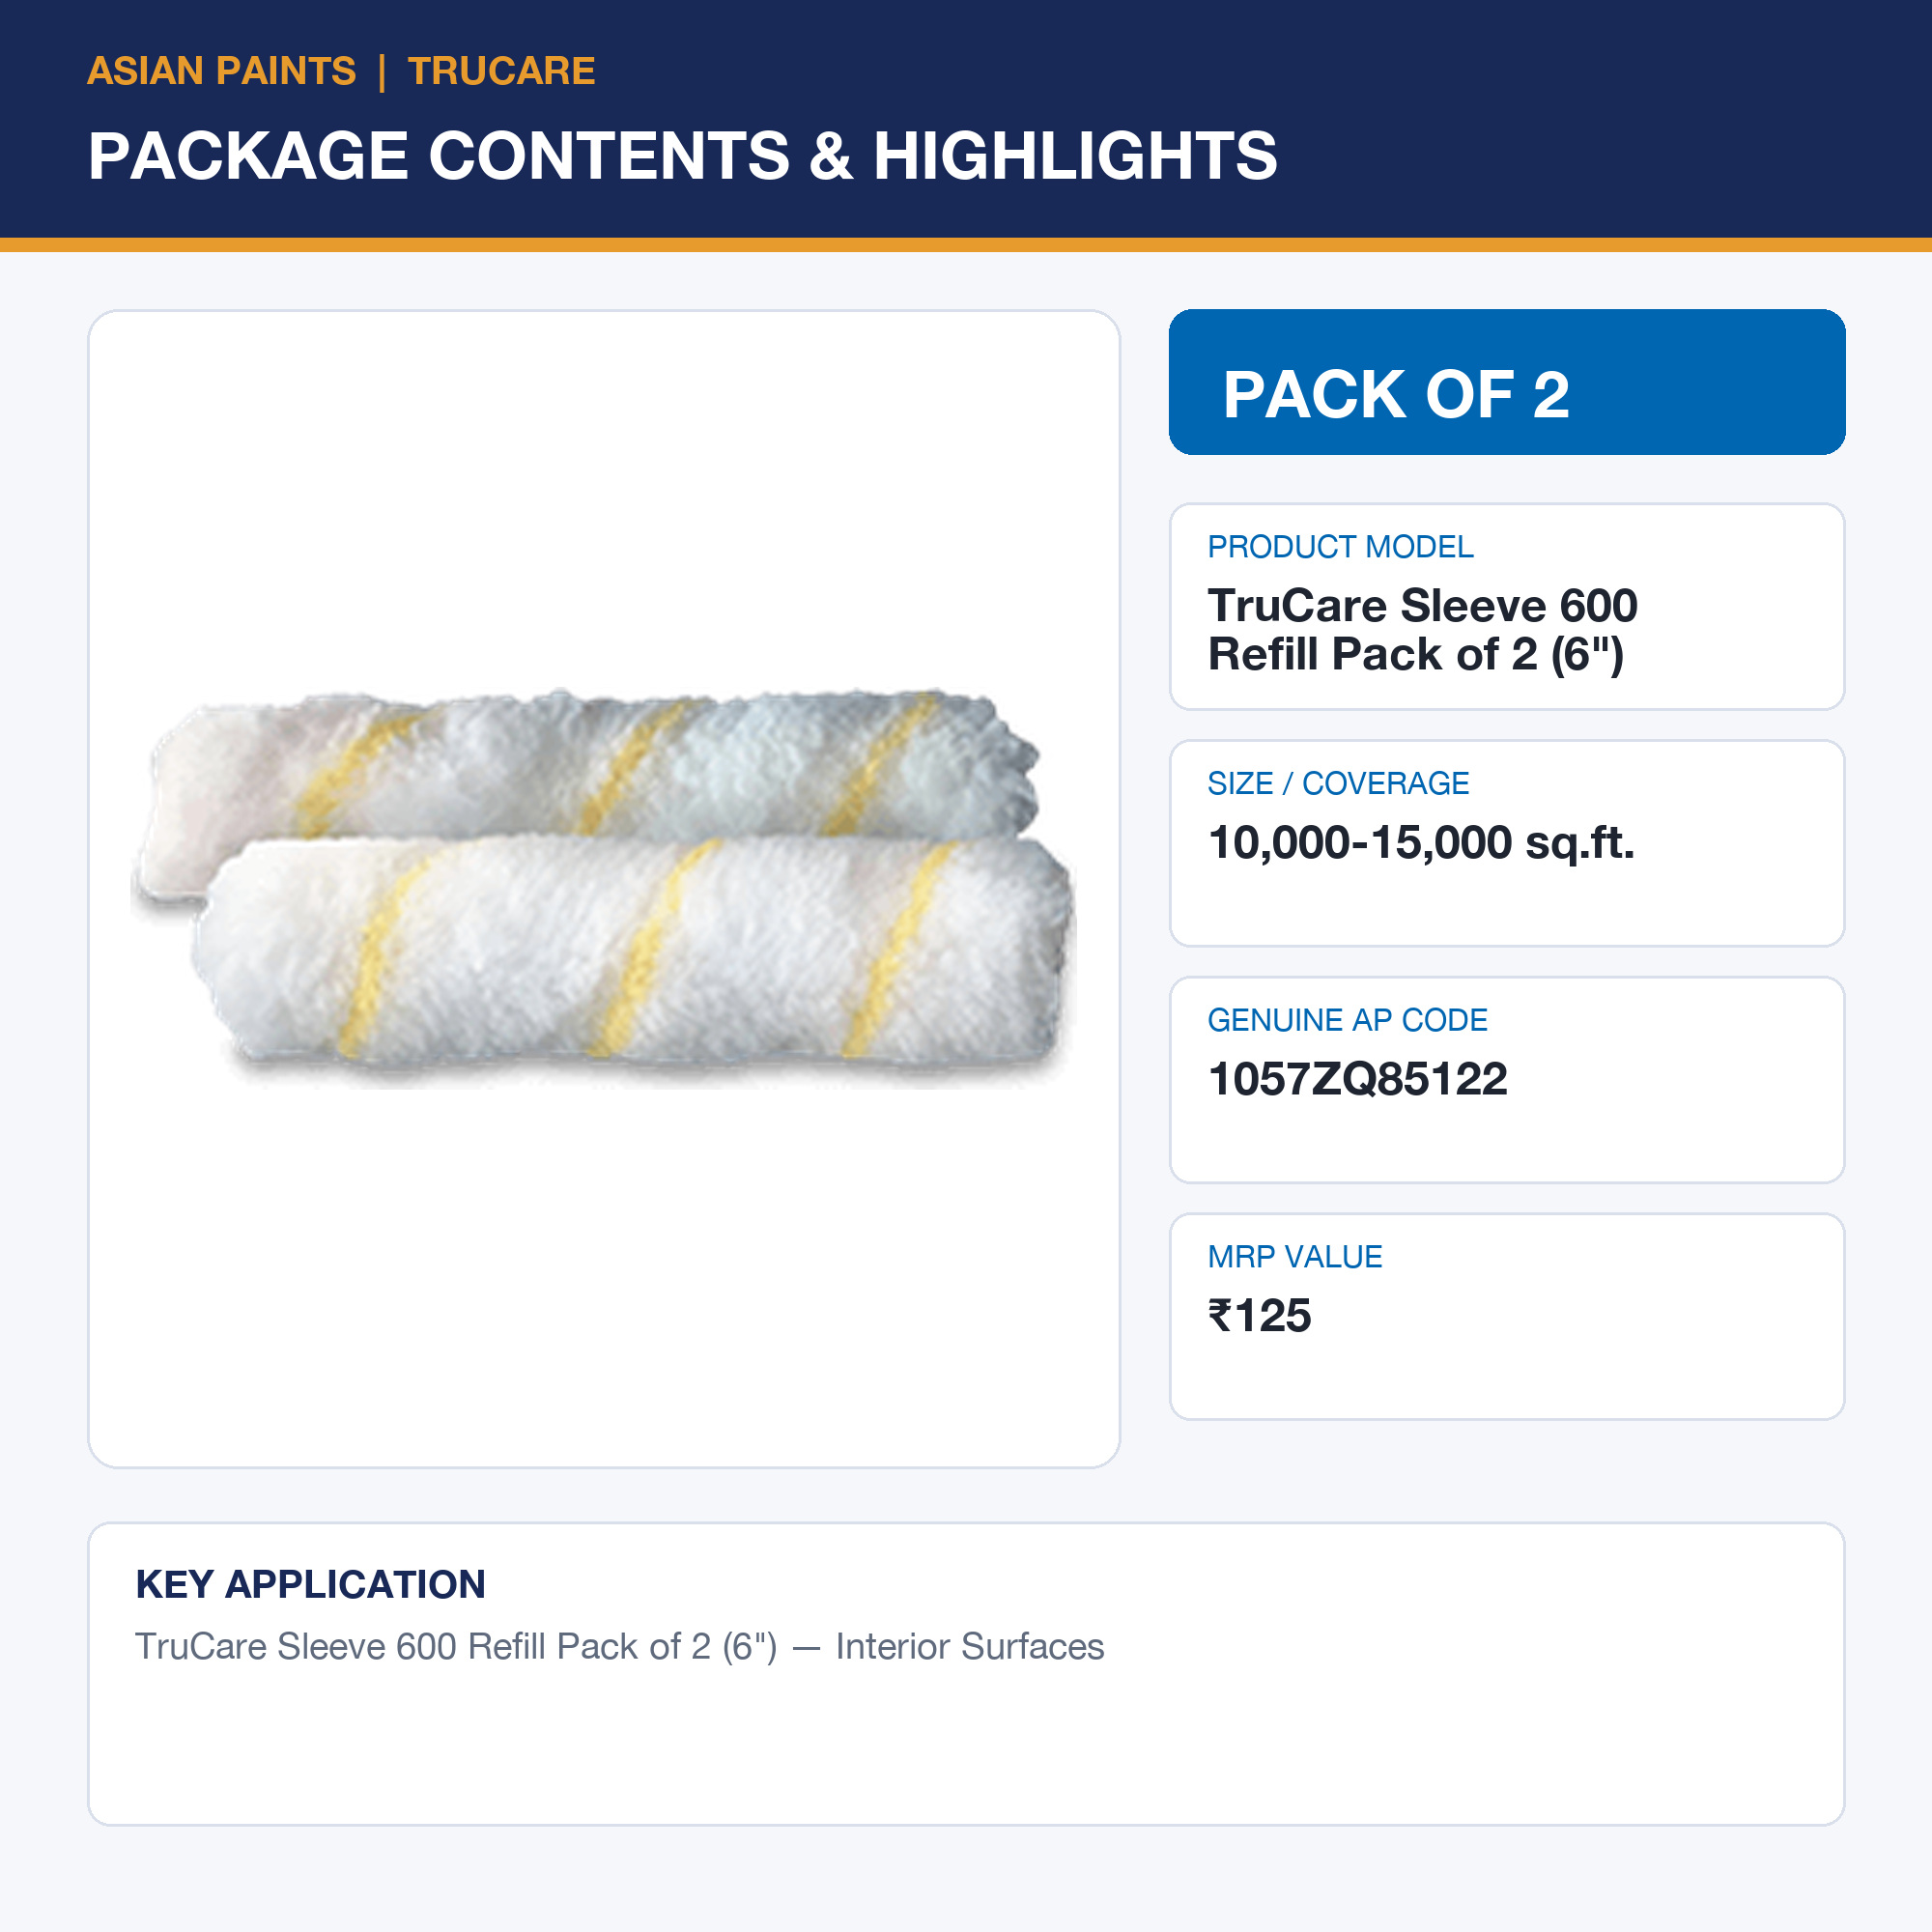 ASIAN PAINTS | TRUCARE
PACKAGE CONTENTS & HIGHLIGHTS
PACK OF 2
PRODUCT MODEL
TruCare Sleeve 600
Refill Pack of 2 (6")
SIZE / COVERAGE
10,000-15,000 sq.ft.
GENUINE AP CODE
1057ZQ85122
MRP VALUE
₹125
KEY APPLICATION
TruCare Sleeve 600 Refill Pack of 2 (6") — Interior Surfaces